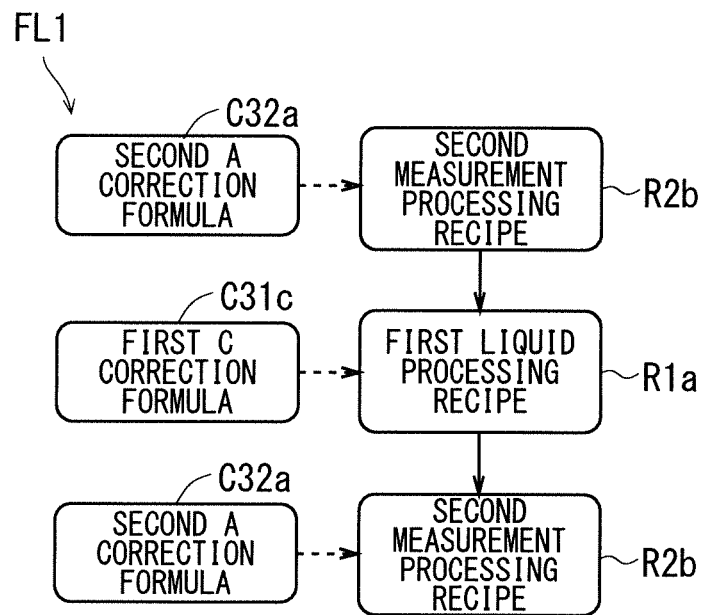 FL1
C32a
SECOND A
CORRECTION
FORMULA
SECOND
MEASUREMENT
PROCESSING
RECIPE
R2b
C31c
FIRST C
CORRECTION
FORMULA
FIRST LIQUID
PROCESSING
RECIPE
R1a
C32a
SECOND A
CORRECTION
FORMULA
SECOND
MEASUREMENT
PROCESSING
RECIPE
R2b